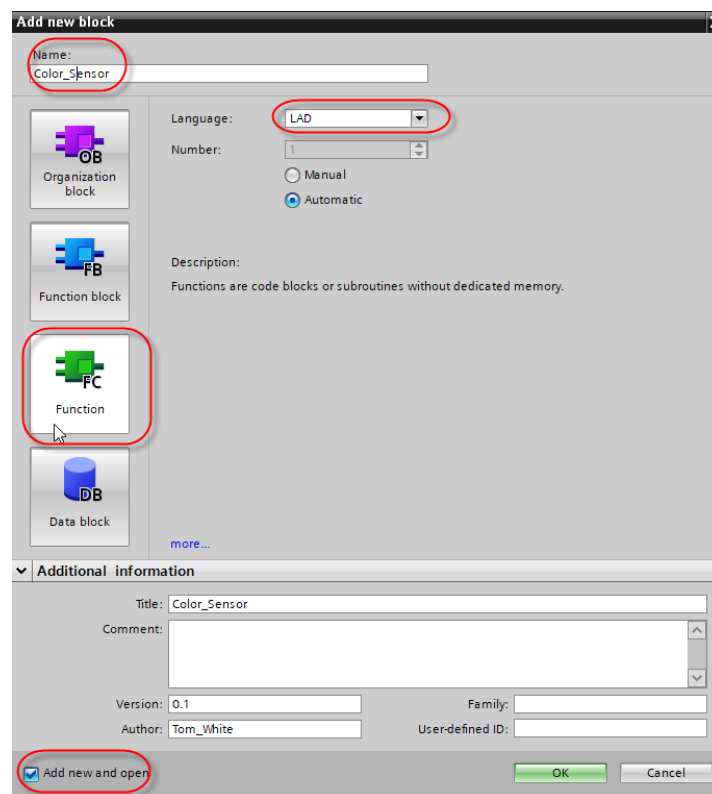 Add new block
Name:
Color_Sensor
OB
Organization
block
FB
Function block
FC
Function
DB
Data block
Language: LAD
Number: 1
Manual
Automatic
Description:
Functions are code blocks or subroutines without dedicated memory.
more...
Additional information
Title: Color_Sensor
Comment:
Version: 0.1 Family:
Author: Tom_White User-defined ID:
Add new and open OK Cancel